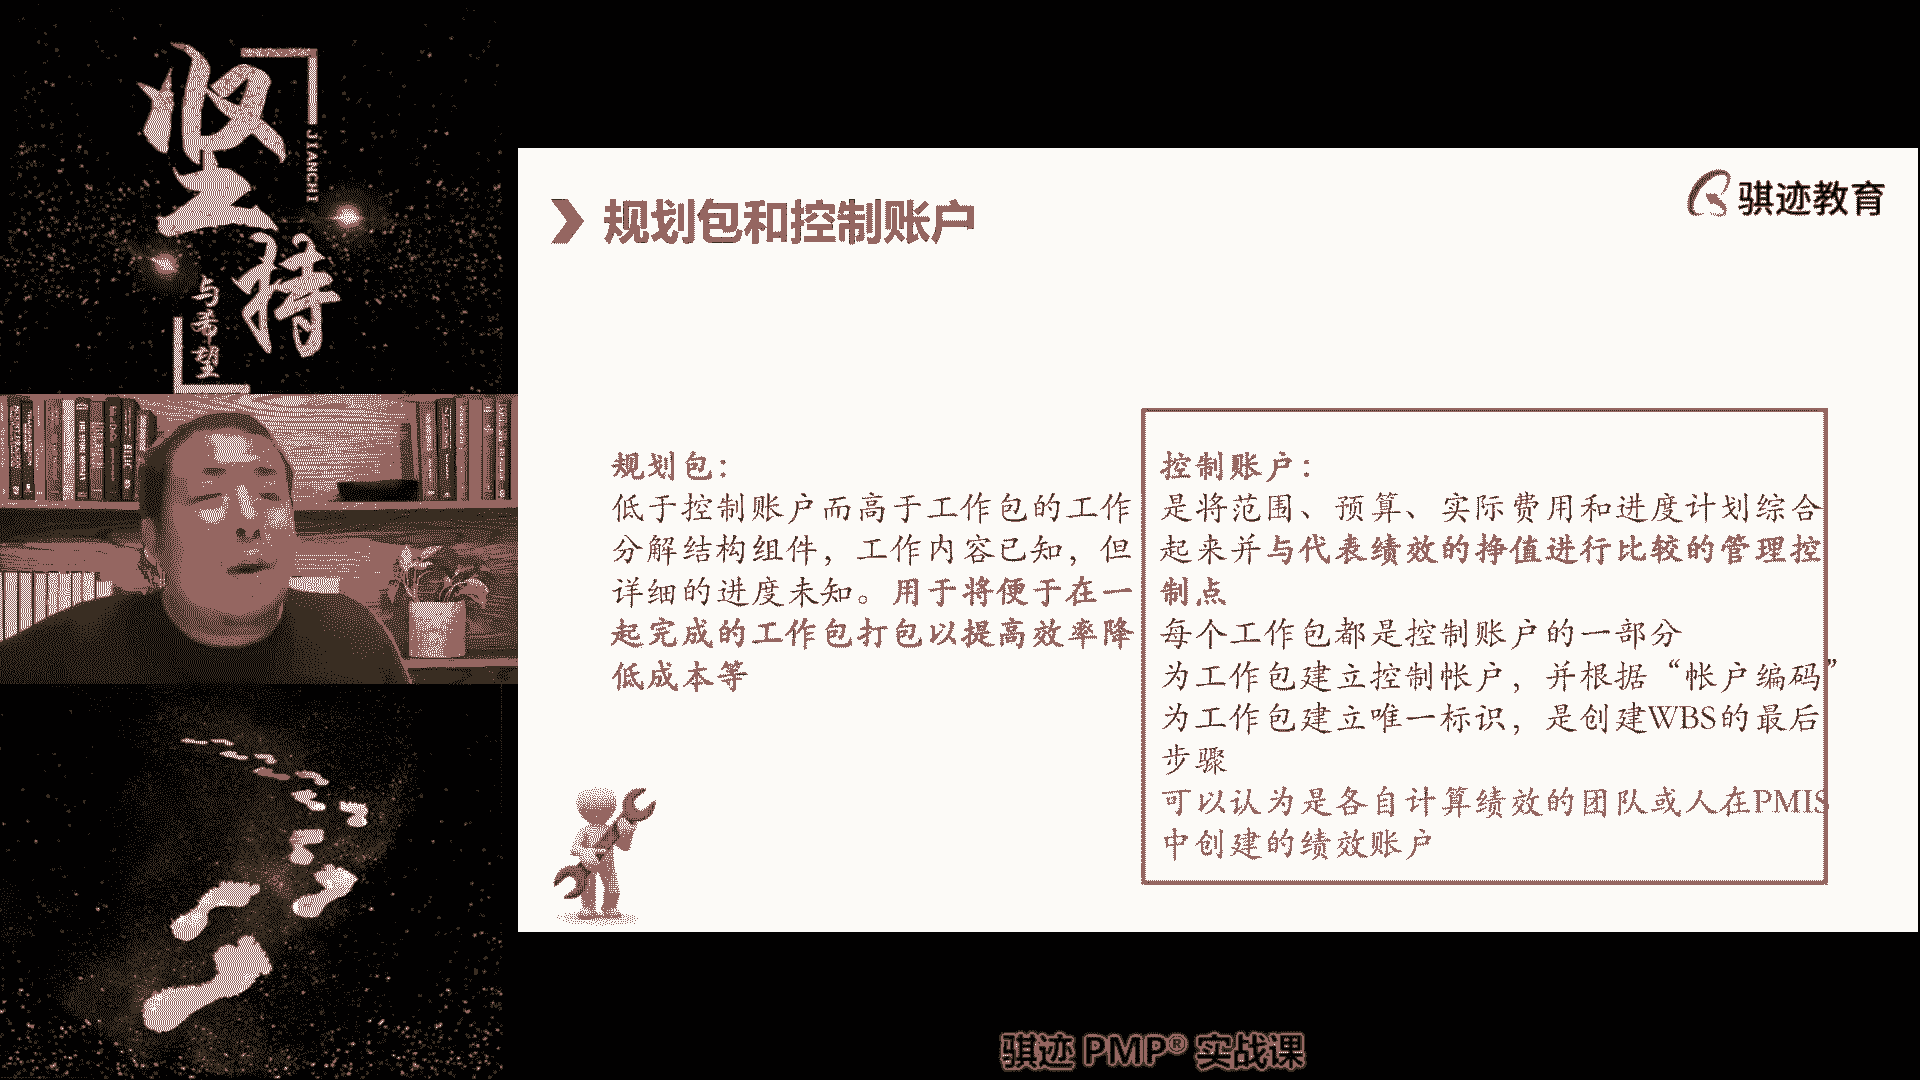 坚持
JIANCHI
与希望
骐迹教育
规划包和控制账户
规划包：
低于控制账户而高于工作包的工作
分解结构组件，工作内容已知，但
详细的进度未知。用于将便于在一
起完成的工作包打包以提高效率降
低成本等
控制账户：
是将范围、预算、实际费用和进度计划综合
起来并与代表绩效的挣值进行比较的管理控
制点
每个工作包都是控制账户的一部分
为工作包建立控制帐户，并根据“帐户编码”
为工作包建立唯一标识，是创建WBS的最后
步骤
可以认为是各自计算绩效的团队或人在PMIS
中创建的绩效账户
骐迹 PMP® 实战课